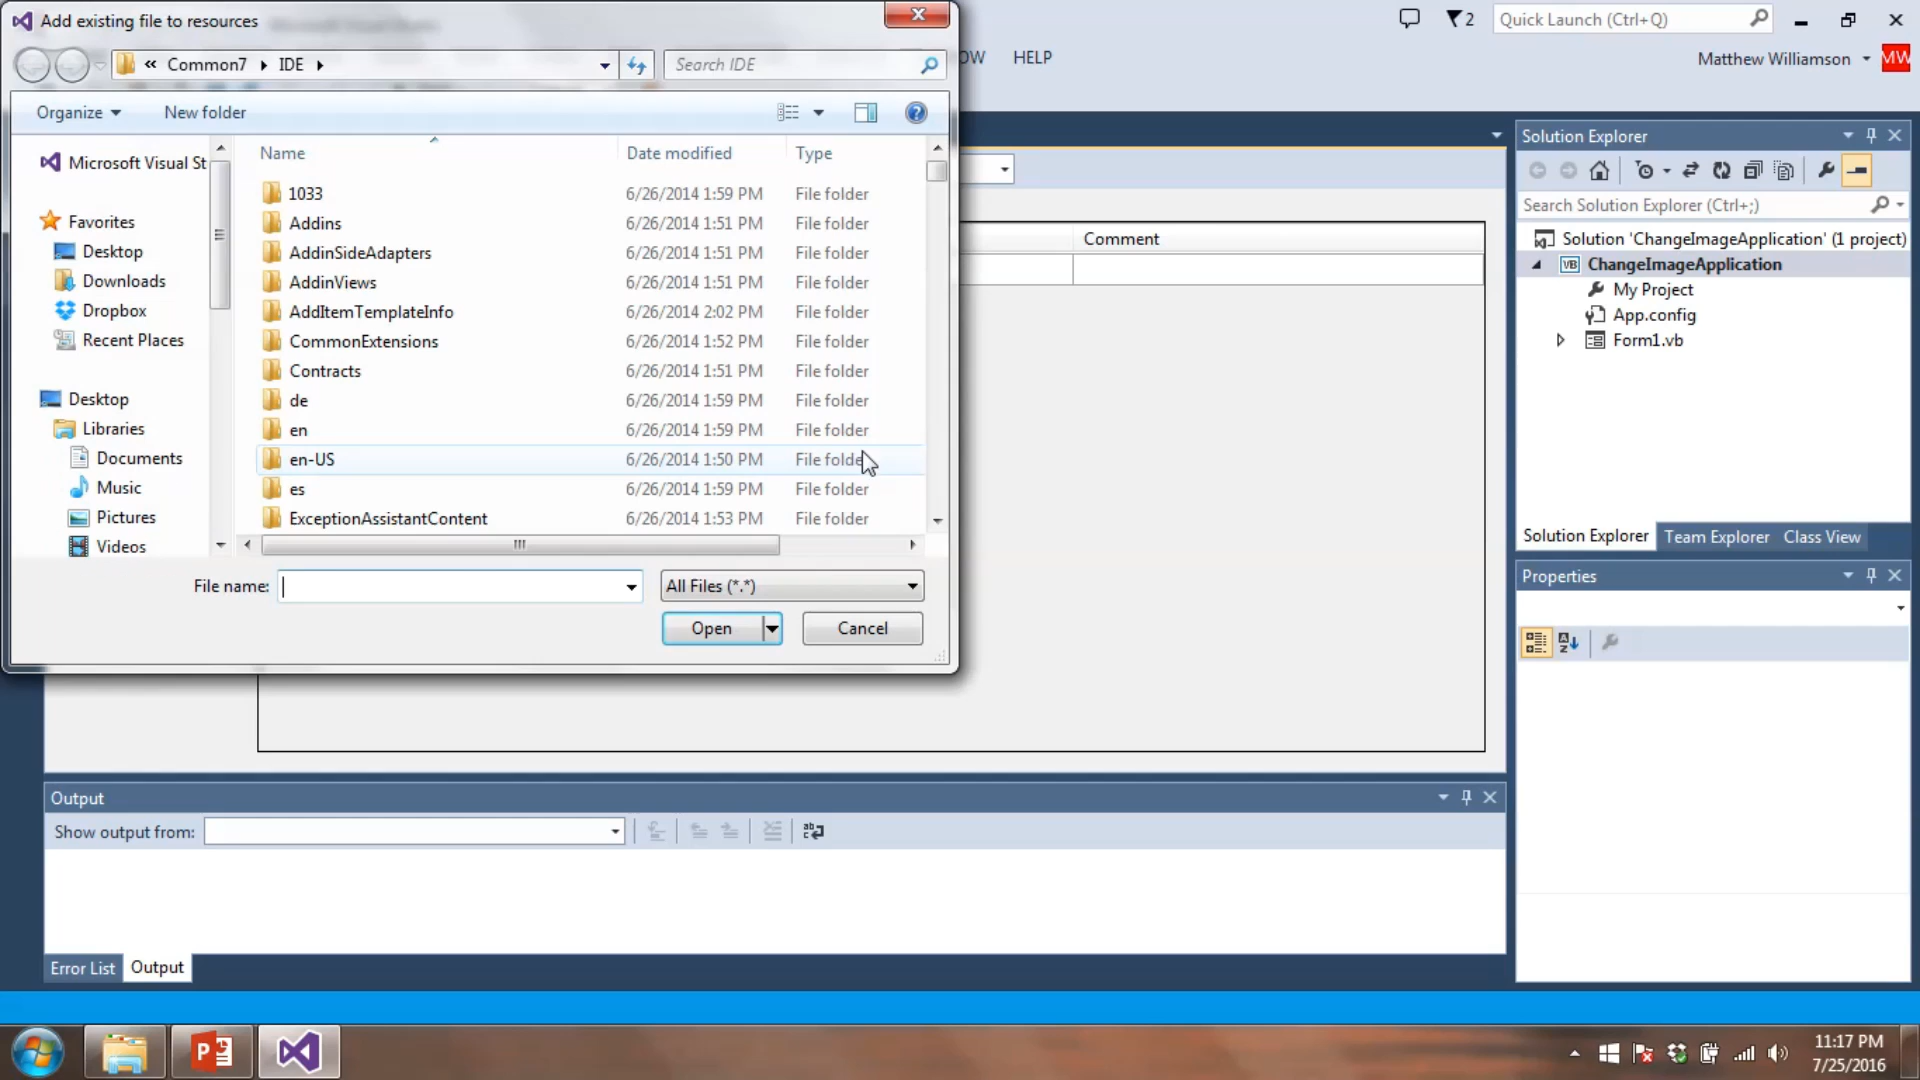 Add existing file to resources
Quick Launch (Ctrl+Q)
2
« Common7 IDE
Search IDE
OW HELP
Matthew Williamson MW
Organize New folder
Name Date modified Type
Microsoft Visual St
Favorites
Desktop
Downloads
Dropbox
Recent Places
Desktop
Libraries
Documents
Music
Pictures
Videos
1033 6/26/2014 1:59 PM File folder
Addins 6/26/2014 1:51 PM File folder
AddinSideAdapters 6/26/2014 1:51 PM File folder
AddinViews 6/26/2014 1:51 PM File folder
AddItemTemplateInfo 6/26/2014 2:02 PM File folder
CommonExtensions 6/26/2014 1:52 PM File folder
Contracts 6/26/2014 1:51 PM File folder
de 6/26/2014 1:59 PM File folder
en 6/26/2014 1:59 PM File folder
en-US 6/26/2014 1:50 PM File folder
es 6/26/2014 1:59 PM File folder
ExceptionAssistantContent 6/26/2014 1:53 PM File folder
File name: All Files (*.*)
Open Cancel
Comment
Solution Explorer
Search Solution Explorer (Ctrl+;)
Solution 'ChangeImageApplication' (1 project)
VB ChangeImageApplication
My Project
App.config
Form1.vb
Solution Explorer Team Explorer Class View
Properties
Output
Show output from:
Error List Output
11:17 PM
7/25/2016